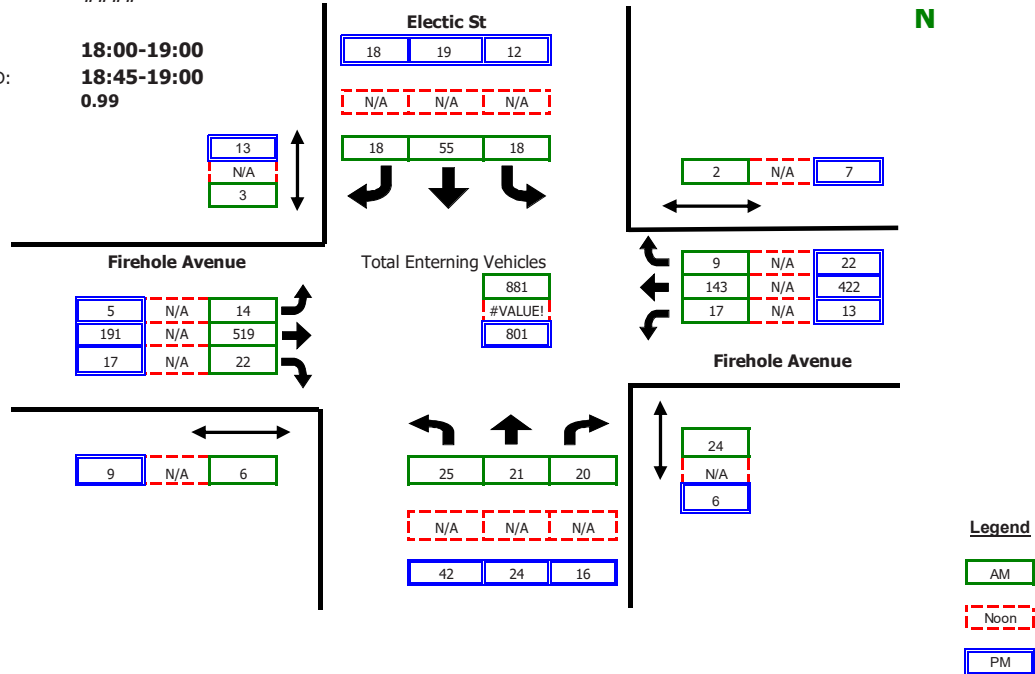 ####
Electic St
N
18:00-19:00
18 19 12
18:45-19:00
0.99
N/A N/A N/A
13
18 55 18
N/A
2 N/A 7
3
Firehole Avenue
Total Enterning Vehicles
9 N/A 22
881
143 N/A 422
5 N/A 14
#VALUE!
17 N/A 13
191 N/A 519
801
17 N/A 22
Firehole Avenue
24
9 N/A 6
25 21 20
N/A
6
N/A N/A N/A
Legend
42 24 16
AM
Noon
PM